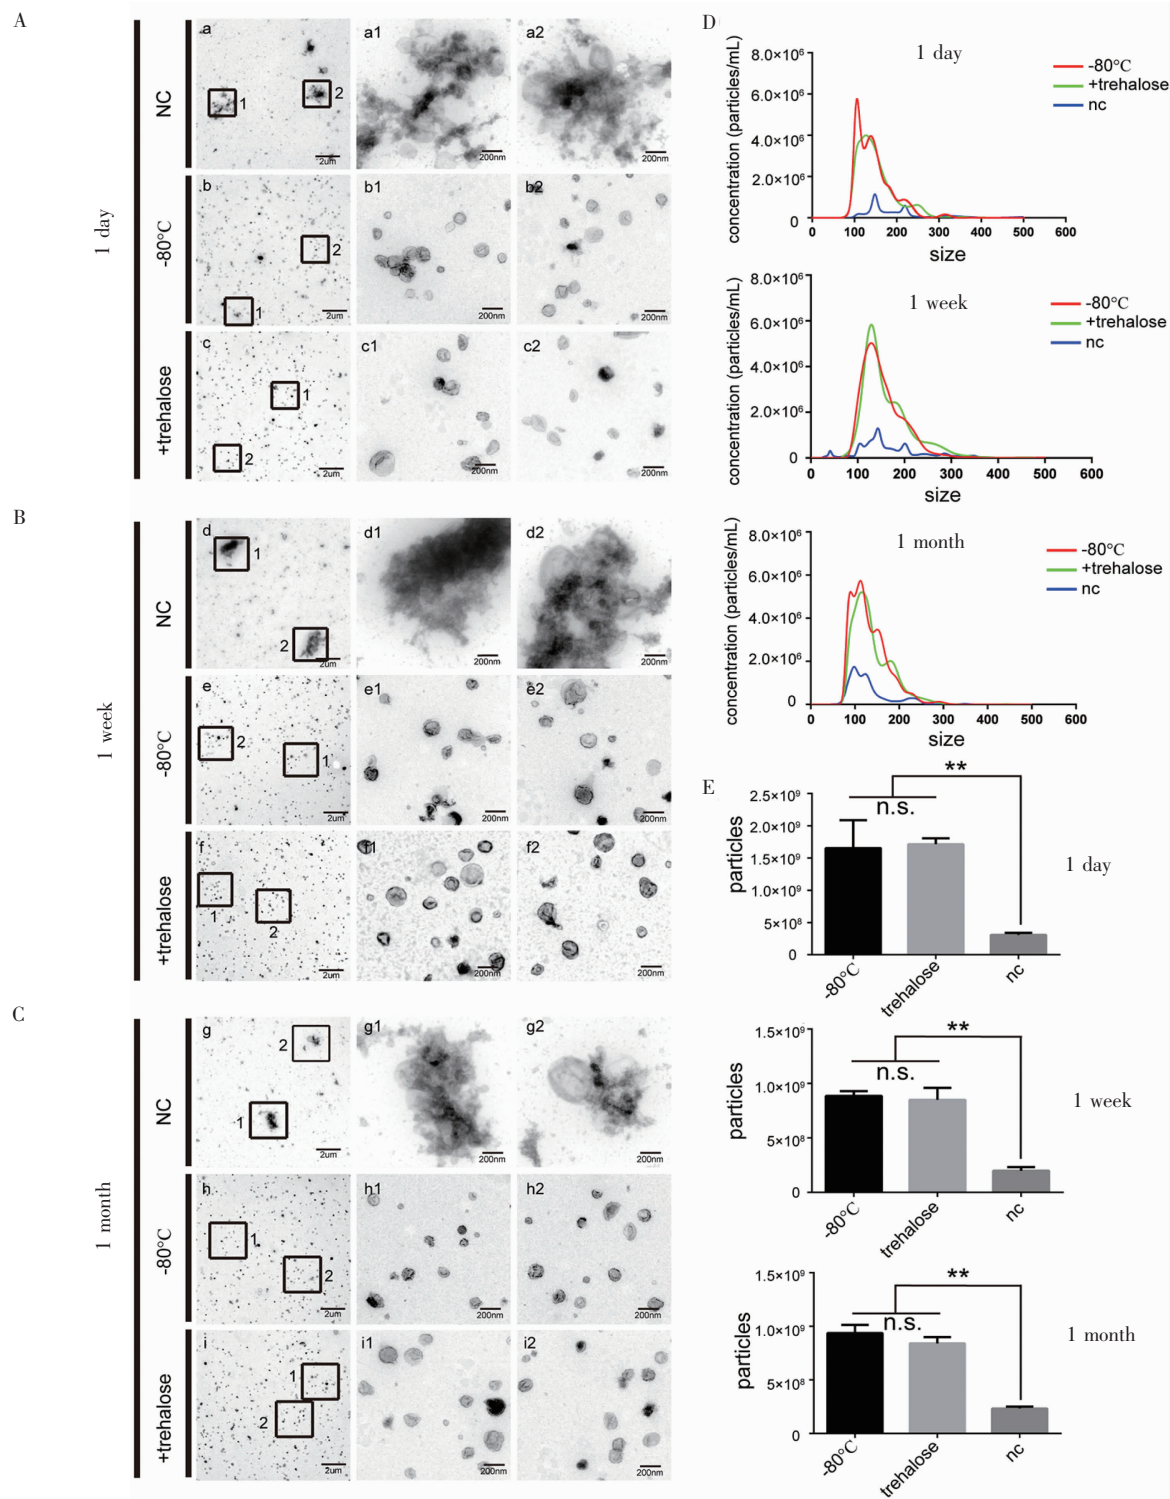 A
1 day
NC
a
1
2
2um
a1
200nm
a2
200nm
-80°C
b
2
1
2um
b1
200nm
b2
200nm
+trehalose
c
1
2
2um
c1
200nm
c2
200nm
B
1 week
NC
d
1
2
2um
d1
200nm
d2
200nm
-80°C
e
2
1
2um
e1
200nm
e2
200nm
+trehalose
f
1
2
2um
f1
200nm
f2
200nm
C
1 month
NC
g
2
1
2um
g1
200nm
g2
200nm
-80°C
h
1
2
2um
h1
200nm
h2
200nm
+trehalose
i
1
2
2um
i1
200nm
i2
200nm
D
1 day
concentration (particles/mL)
8.0×10⁶
6.0×10⁶
4.0×10⁶
2.0×10⁶
0
0 100 200 300 400 500 600
size
-80°C
+trehalose
nc
1 week
concentration (particles/mL)
8.0×10⁶
6.0×10⁶
4.0×10⁶
2.0×10⁶
0
0 100 200 300 400 500 600
size
-80°C
+trehalose
nc
1 month
concentration (particles/mL)
8.0×10⁶
6.0×10⁶
4.0×10⁶
2.0×10⁶
0
0 100 200 300 400 500 600
size
-80°C
+trehalose
nc
E
particles
2.5×10⁹
2.0×10⁹
1.5×10⁹
1.0×10⁹
5×10⁸
0
n.s.
**
-80°C trehalose nc
1 day
particles
1.5×10⁹
1.0×10⁹
5×10⁸
0
n.s.
**
-80°C trehalose nc
1 week
particles
1.5×10⁹
1.0×10⁹
5×10⁸
0
n.s.
**
-80°C trehalose nc
1 month